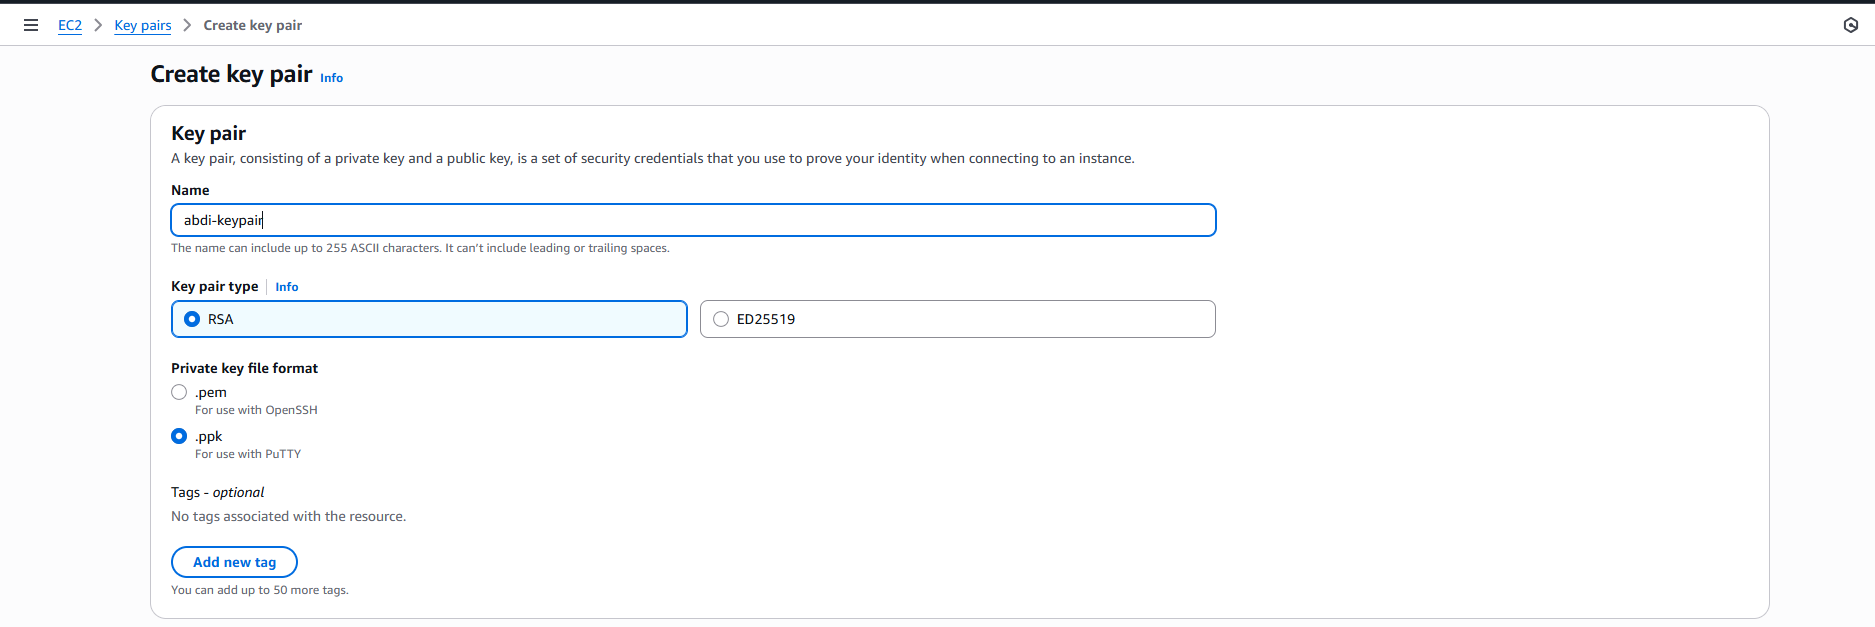 EC2 > Key pairs > Create key pair
Create key pair Info
Key pair
A key pair, consisting of a private key and a public key, is a set of security credentials that you use to prove your identity when connecting to an instance.
Name
abdi-keypair
The name can include up to 255 ASCII characters. It can't include leading or trailing spaces.
Key pair type | Info
RSA ED25519
Private key file format
.pem
For use with OpenSSH
.ppk
For use with PuTTY
Tags - optional
No tags associated with the resource.
Add new tag
You can add up to 50 more tags.